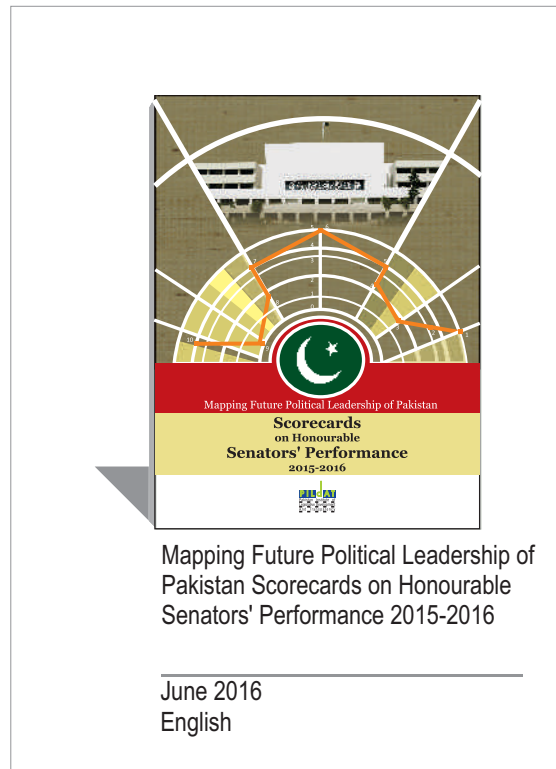 Mapping Future Political Leadership of Pakistan
Scorecards
on Honourable
Senators' Performance
2015-2016
PILDAT
Mapping Future Political Leadership of
Pakistan Scorecards on Honourable
Senators' Performance 2015-2016
June 2016
English